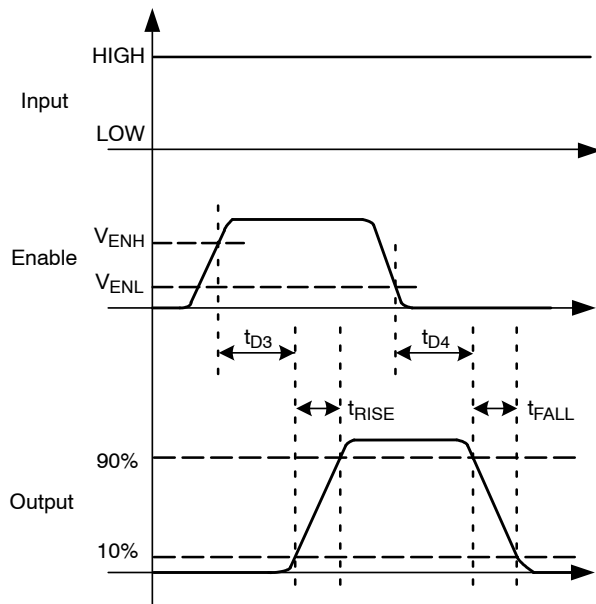 HIGH
Input
LOW
VENH
Enable
VENL
tD3
tD4
tRISE
tFALL
90%
Output
10%